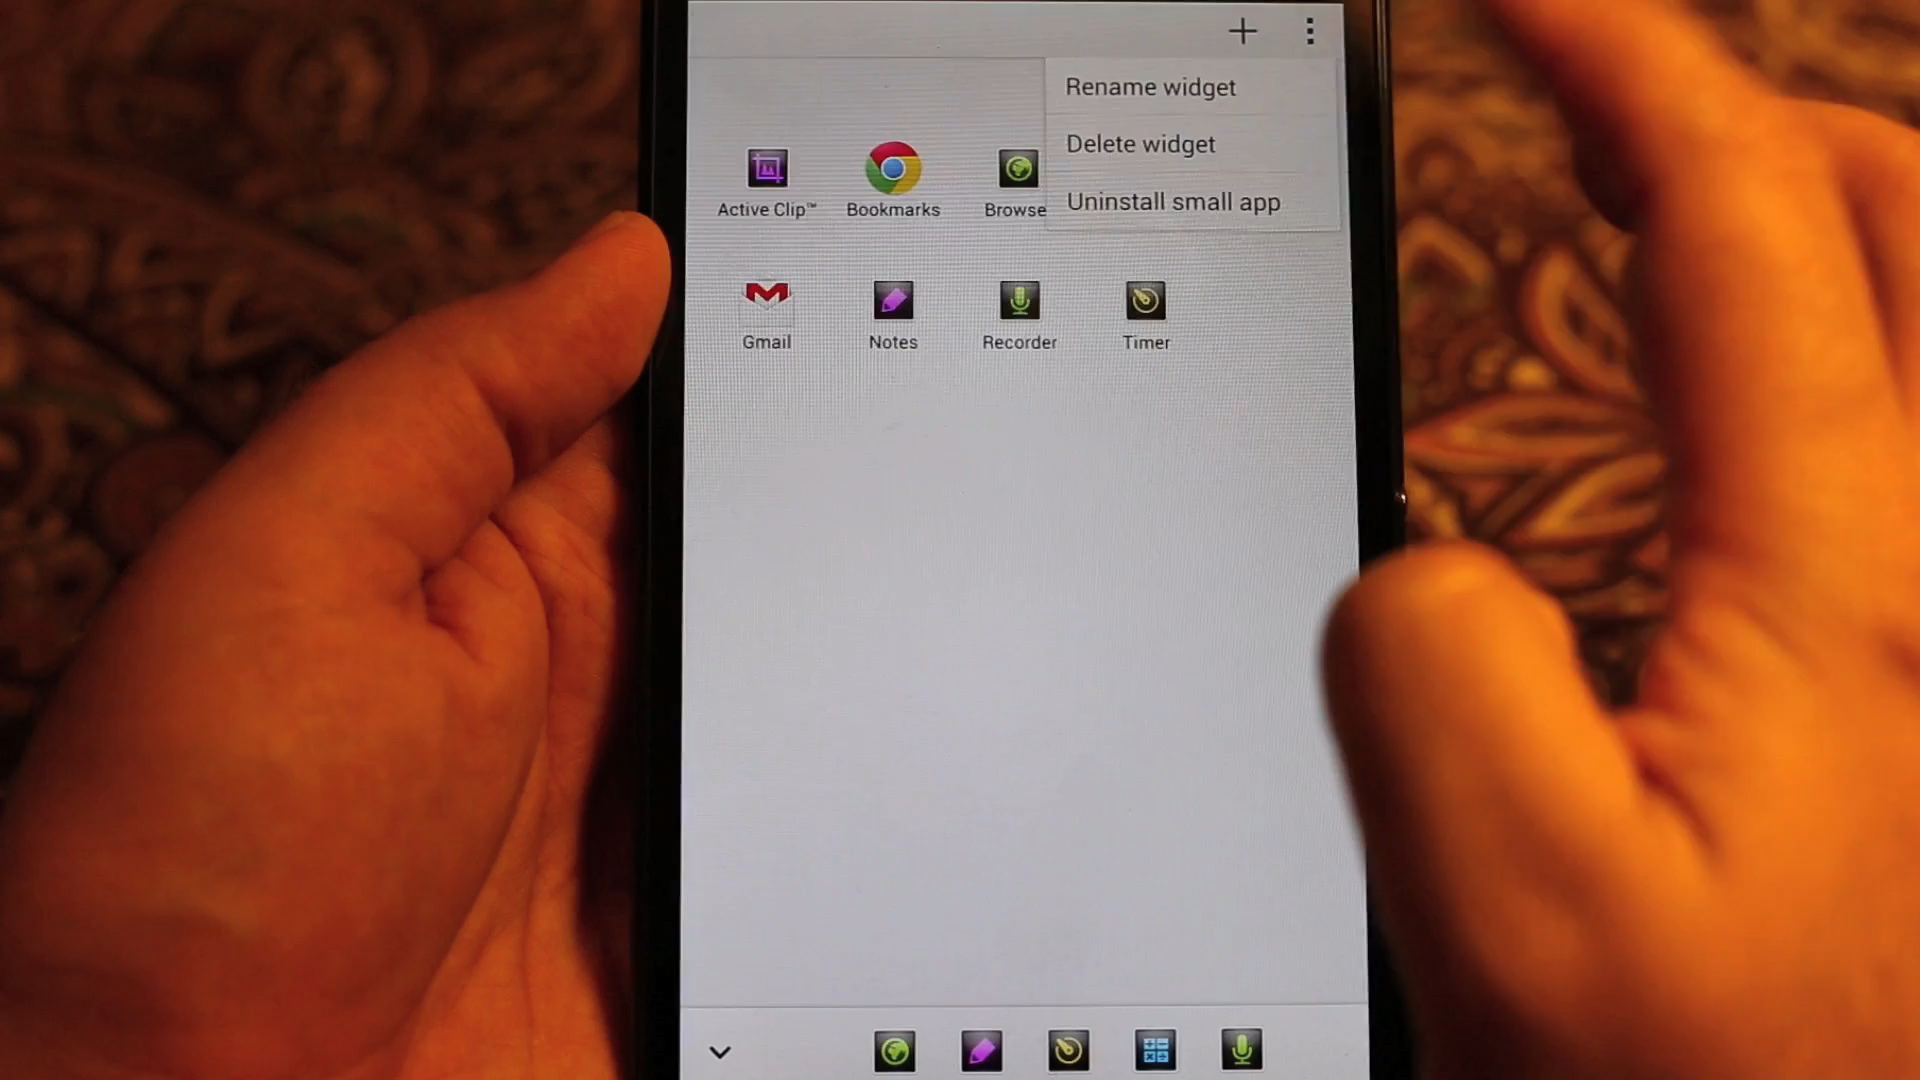 Rename widget
Delete widget
Uninstall small app
Active Clip™
Bookmarks
Browse
Gmail
Notes
Recorder
Timer